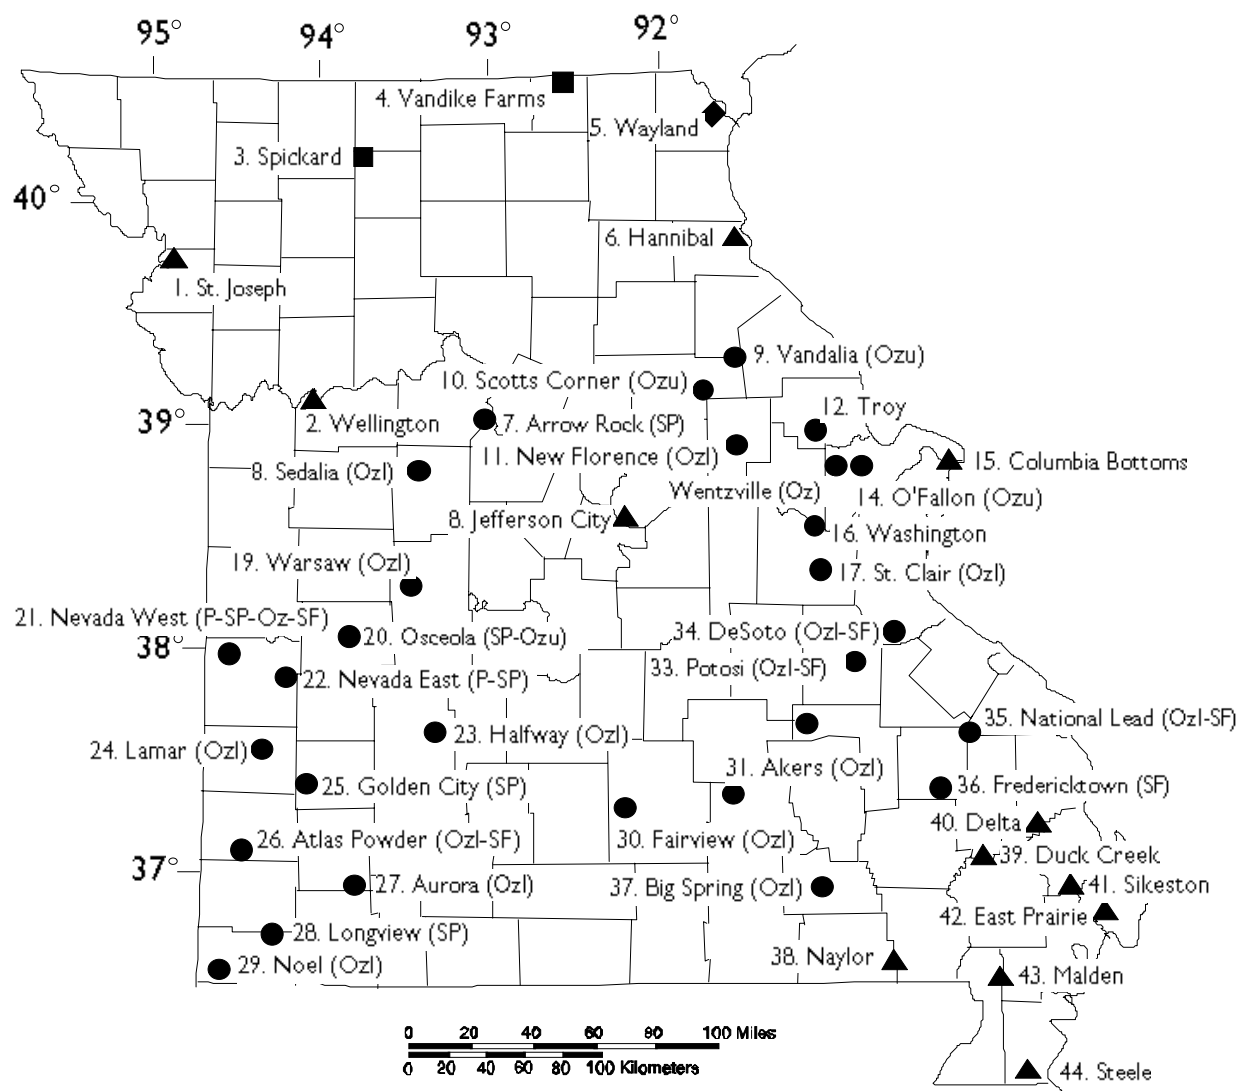 95°
94°
93°
92°
4. Vandike Farms
5. Wayland
3. Spickard
40°
6. Hannibal
1. St. Joseph
9. Vandalia (Ozu)
10. Scotts Corner (Ozu)
12. Troy
39°
2. Wellington
7. Arrow Rock (SP)
11. New Florence (Ozl)
15. Columbia Bottoms
8. Sedalia (Ozl)
Wentzville (Oz)
14. O'Fallon (Ozu)
8. Jefferson City
16. Washington
19. Warsaw (Ozl)
17. St. Clair (Ozl)
21. Nevada West (P-SP-Oz-SF)
38°
20. Osceola (SP-Ozu)
34. DeSoto (Ozl-SF)
33. Potosi (Ozl-SF)
22. Nevada East (P-SP)
35. National Lead (Ozl-SF)
23. Halfway (Ozl)
24. Lamar (Ozl)
31. Akers (Ozl)
25. Golden City (SP)
36. Fredericktown (SF)
40. Delta
26. Atlas Powder (Ozl-SF)
30. Fairview (Ozl)
39. Duck Creek
37°
27. Aurora (Ozl)
37. Big Spring (Ozl)
41. Sikeston
42. East Prairie
28. Longview (SP)
38. Naylor
29. Noel (Ozl)
43. Malden
0 20 40 60 80 100 Miles
0 20 40 60 80 100 Kilometers
44. Steele